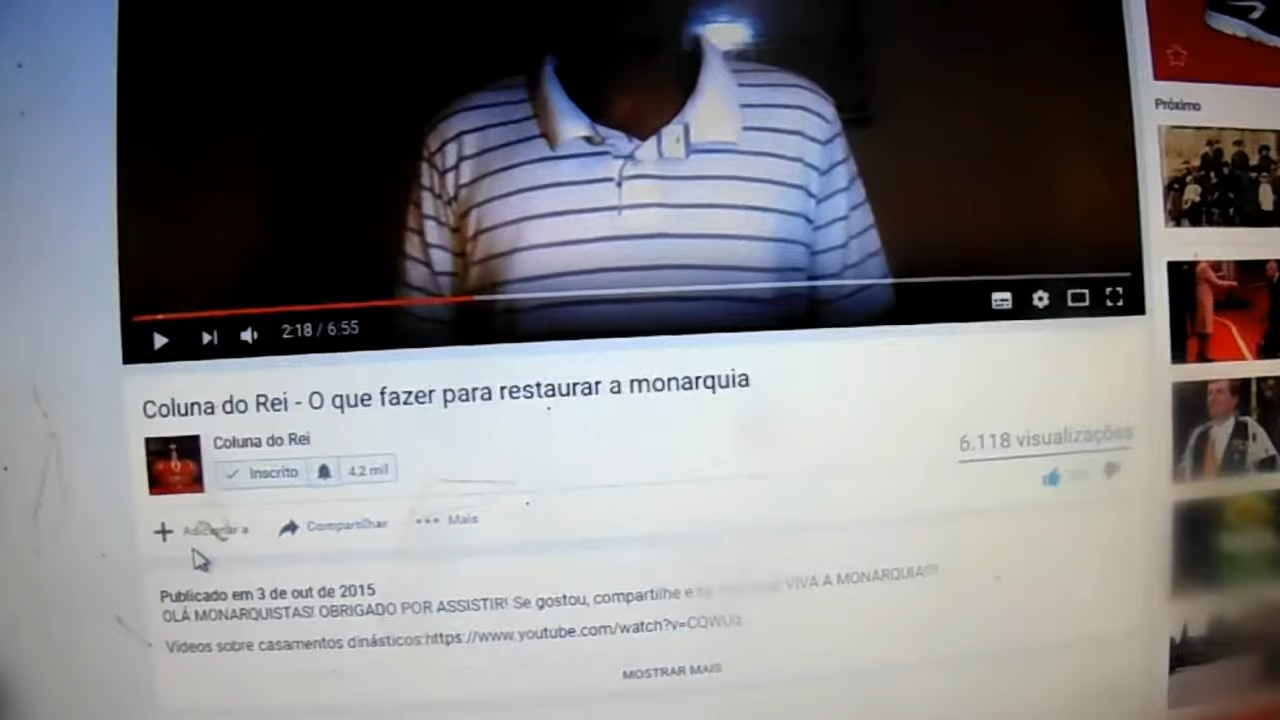 Próximo
2:18 / 6:55
Coluna do Rei - O que fazer para restaurar a monarquia
Coluna do Rei
Inscrito 4,2 mil
6.118 visualizações
Adicionar a Compartilhar Mais
Publicado em 3 de out de 2015
OLÁ MONARQUISTAS! OBRIGADO POR ASSISTIR! Se gostou, compartilhe e VIVA A MONARQUIA!!!!
Vídeos sobre casamentos dinásticos:https://www.youtube.com/watch?v=
MOSTRAR MAIS